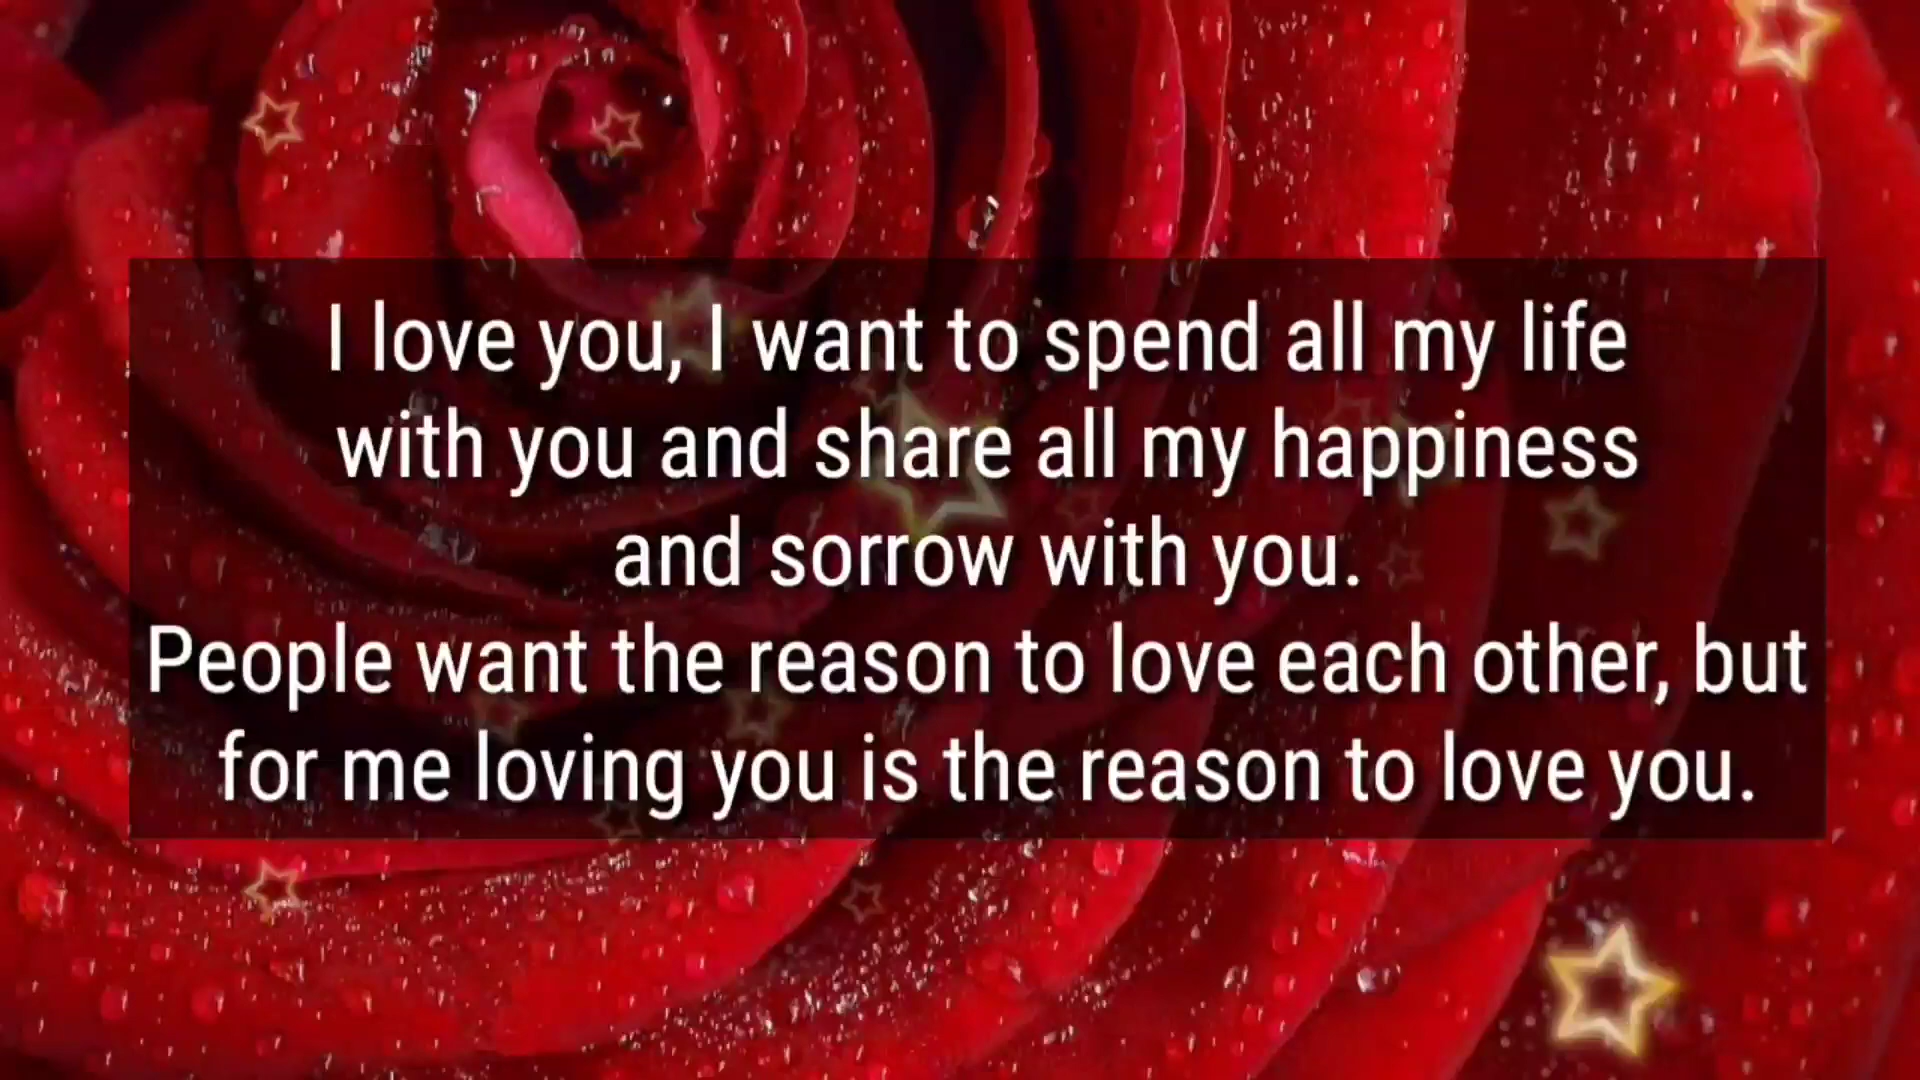 I love you, I want to spend all my life
with you and share all my happiness
and sorrow with you.
People want the reason to love each other, but
for me loving you is the reason to love you.